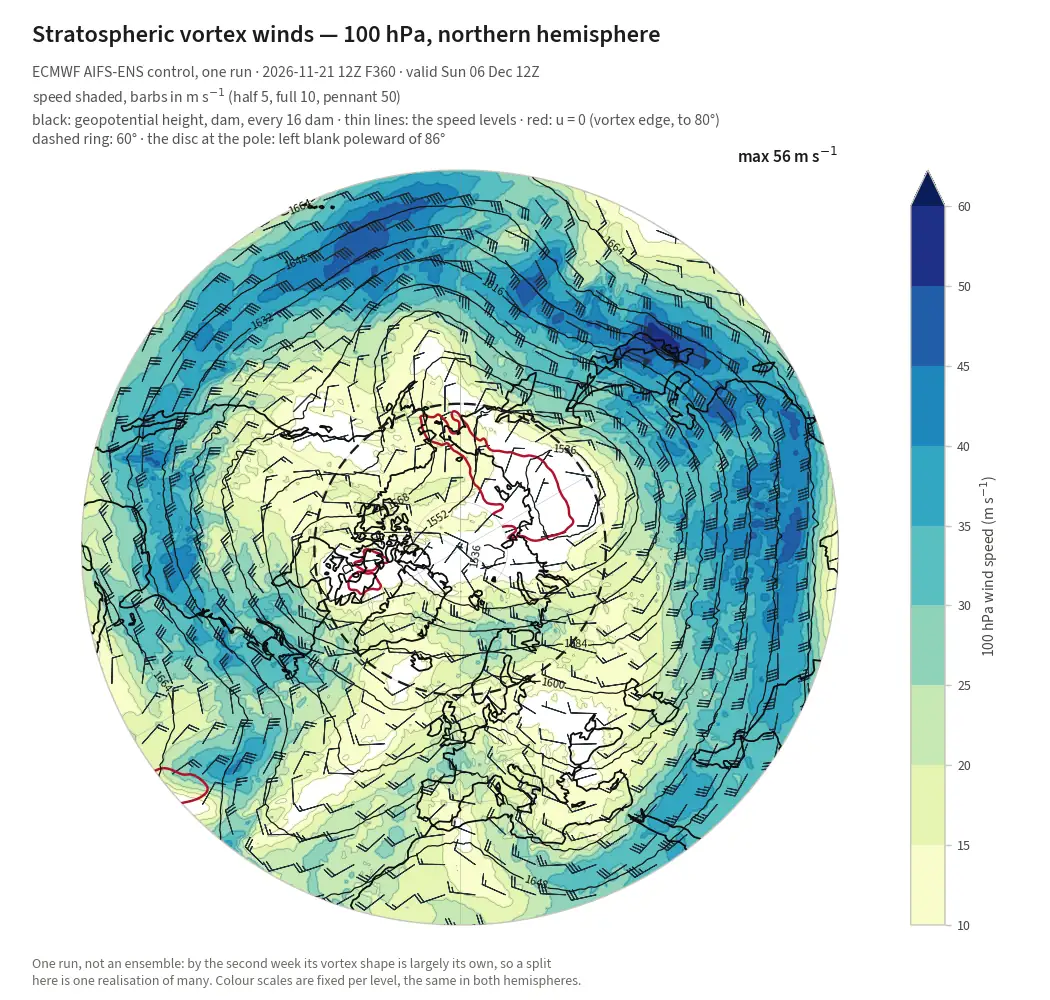 Stratospheric vortex winds — 100 hPa, northern hemisphere
ECMWF AIFS-ENS control, one run · 2026-11-21 12Z F360 · valid Sun 06 Dec 12Z
speed shaded, barbs in m s⁻¹ (half 5, full 10, pennant 50)
black: geopotential height, dam, every 16 dam · thin lines: the speed levels · red: u = 0 (vortex edge, to 80°)
dashed ring: 60° · the disc at the pole: left blank poleward of 86°
max 56 m s⁻¹
1664
1664
1648
1616
1632
1536
1568
1552
1536
1584
1600
1664
1648
60
50
45
40
35
30
25
20
15
10
100 hPa wind speed (m s⁻¹)
One run, not an ensemble: by the second week its vortex shape is largely its own, so a split
here is one realisation of many. Colour scales are fixed per level, the same in both hemispheres.